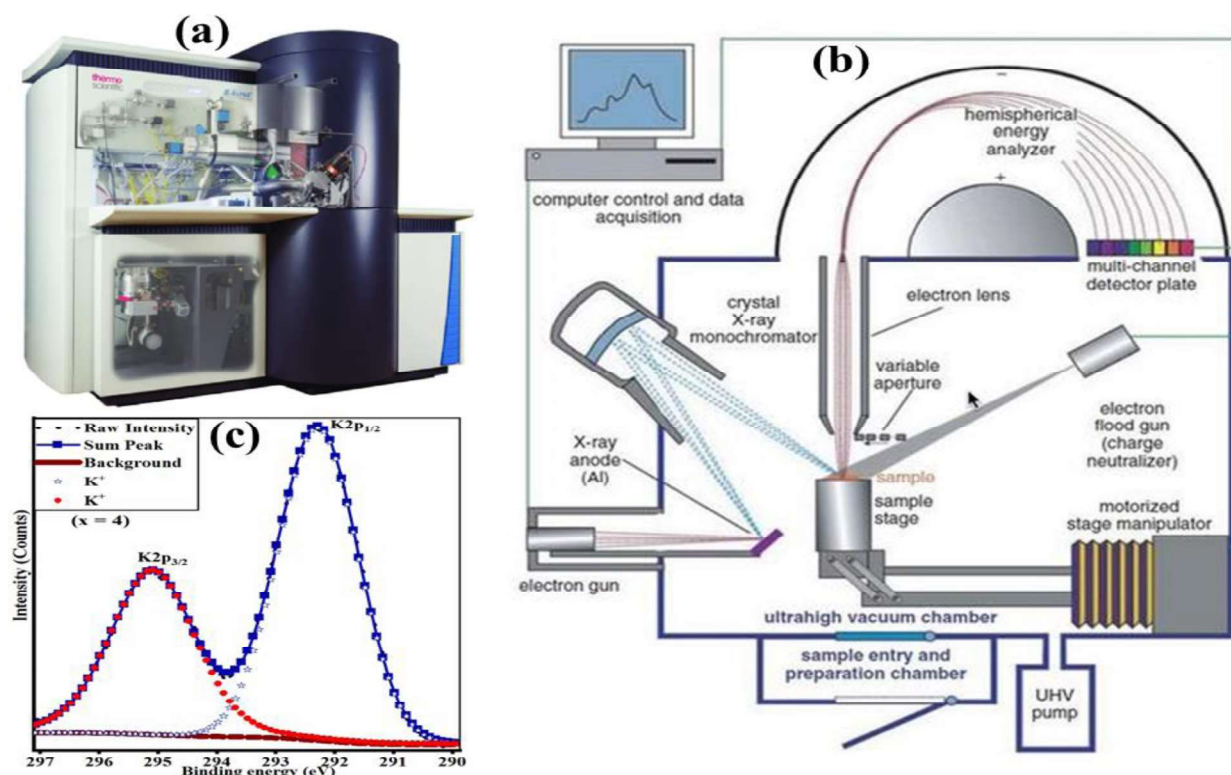 (a)
thermo
scientific
(b)
hemispherical
energy
analyzer
−
+
computer control and data
acquisition
multi-channel
detector plate
crystal
X-ray
monochromator
electron lens
variable
aperture
electron
flood gun
(charge
neutralizer)
X-ray
anode
(Al)
sample
sample
stage
motorized
stage manipulator
electron gun
ultrahigh vacuum chamber
sample entry and
preparation chamber
UHV
pump
(c)
Raw Intensity
Sum Peak
Background
K+
K+
(x = 4)
K2p1/2
K2p3/2
Intensity (Counts)
297 296 295 294 293 292 291 290
Binding energy (eV)